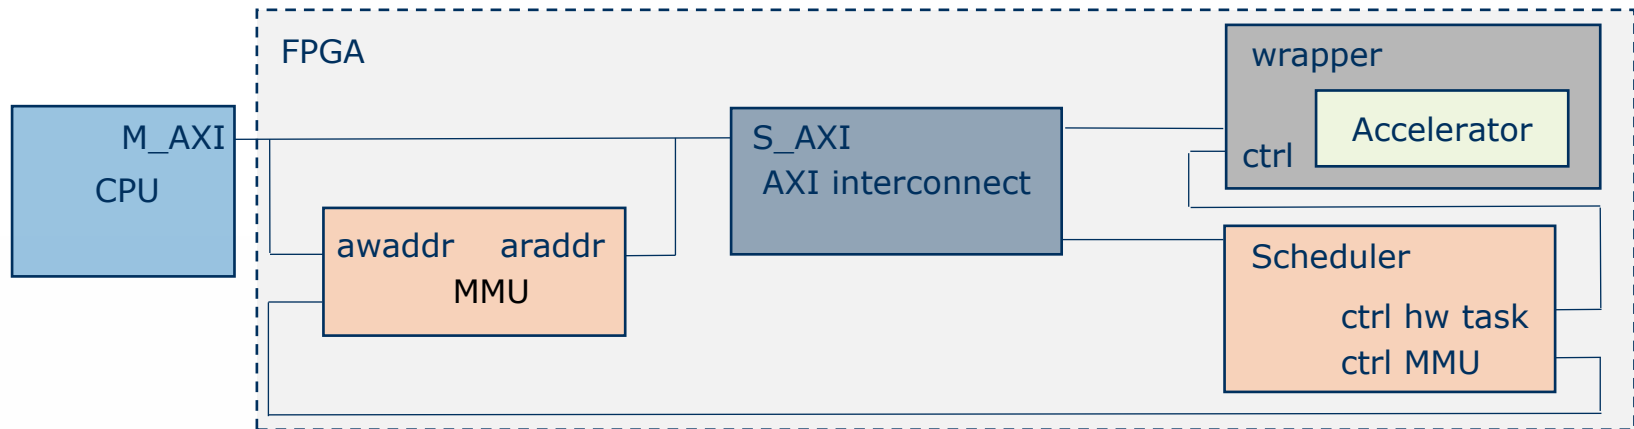 FPGA
wrapper
Accelerator
ctrl
M_AXI
CPU
S_AXI
AXI interconnect
awaddr araddr
MMU
Scheduler
ctrl hw task
ctrl MMU